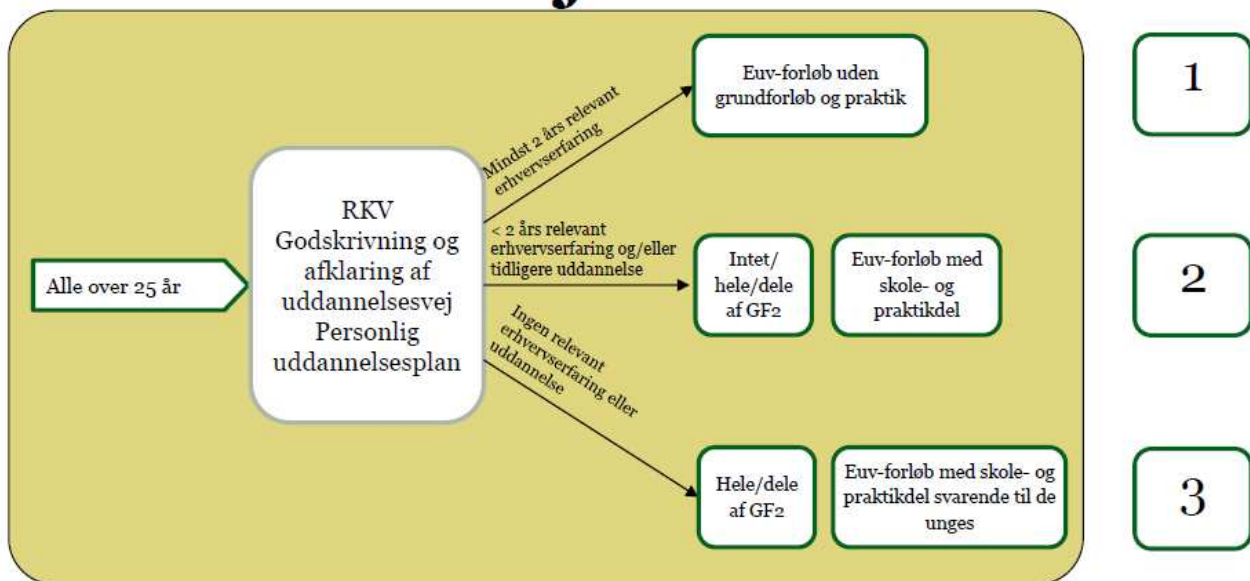 Euv-forløb uden
grundforløb og praktik
1
Mindst 2 års relevant
erhvervserfaring
RKV
Godskrivning og
afklaring af
uddannelsesvej
Personlig
uddannelsesplan
< 2 års relevant
erhvervserfaring og/eller
tidligere uddannelse
Alle over 25 år
Intet/
hele/dele
af GF2
Euv-forløb med
skole- og
praktikdel
2
Ingen relevant
erhvervserfaring eller
uddannelse
Hele/dele
af GF2
Euv-forløb med skole- og
praktikdel svarende til de
unges
3